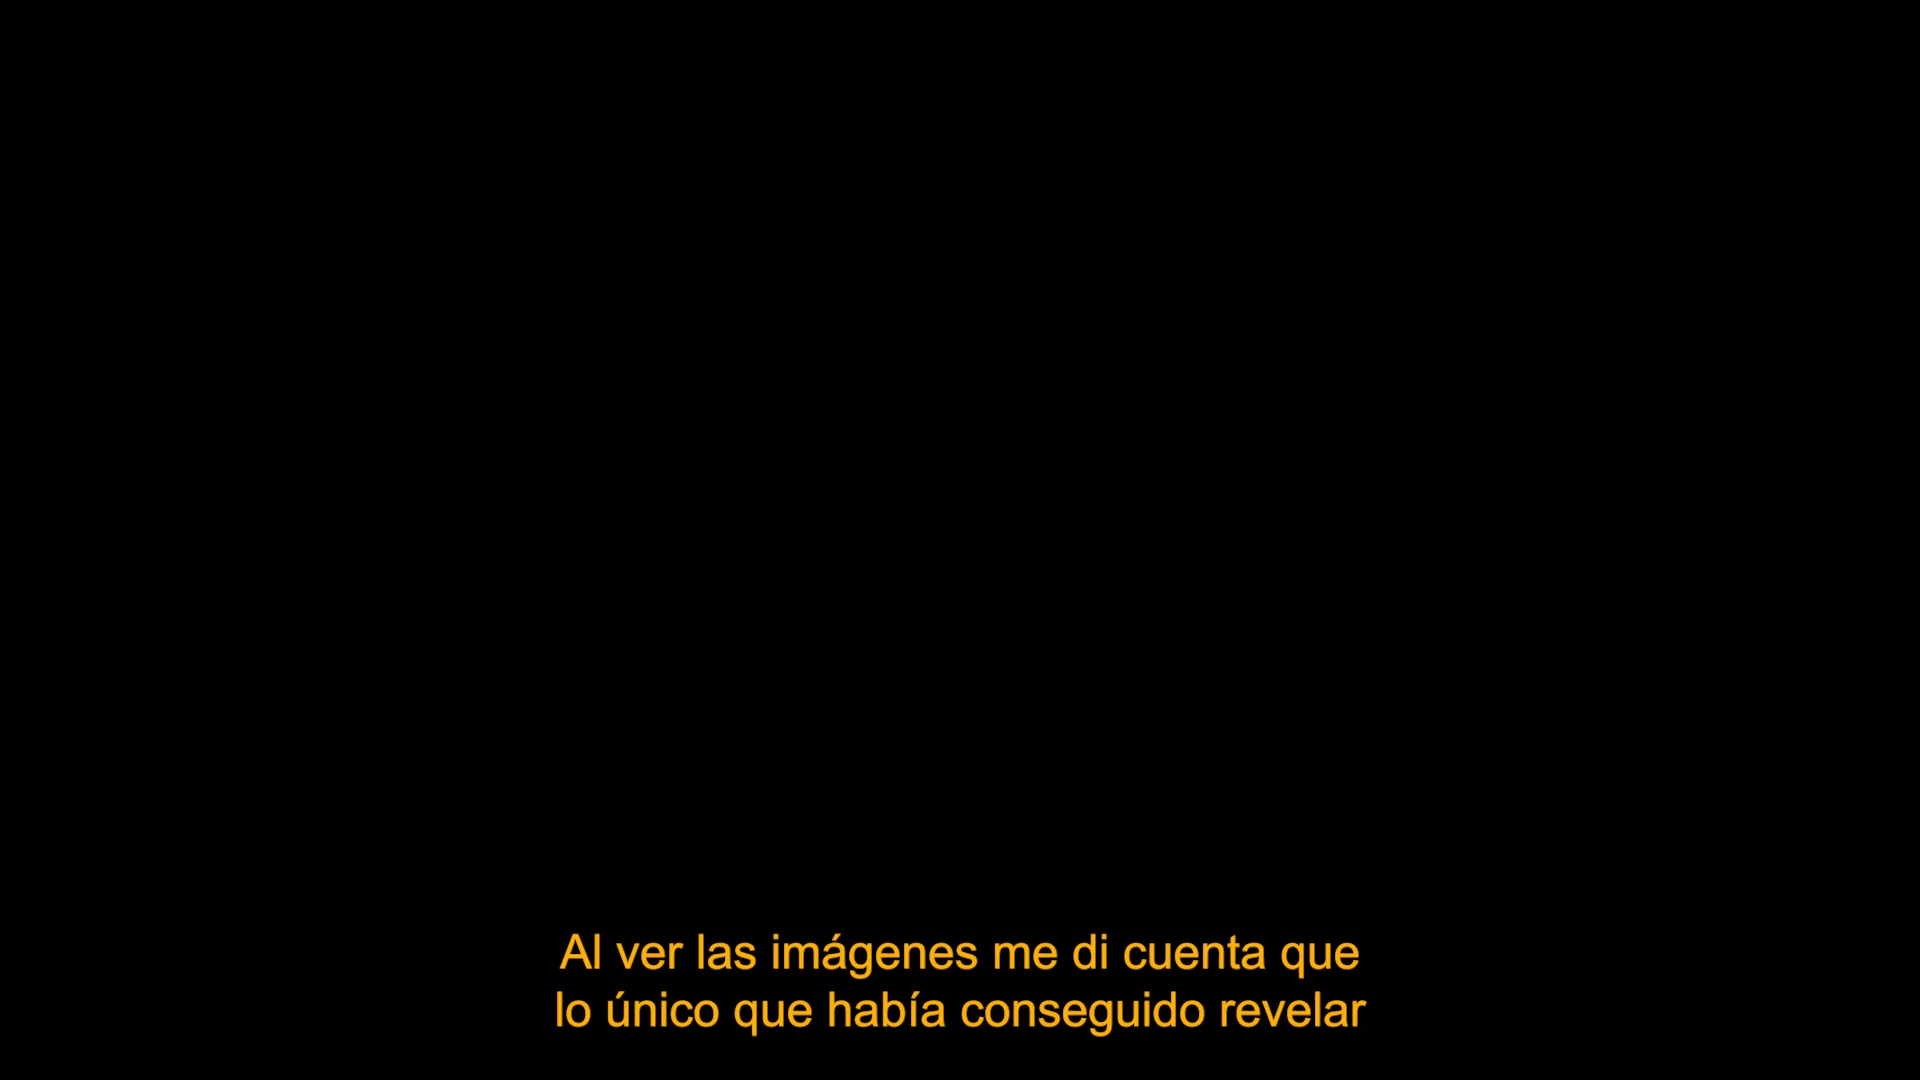 Al ver las imágenes me di cuenta que
lo único que había conseguido revelar